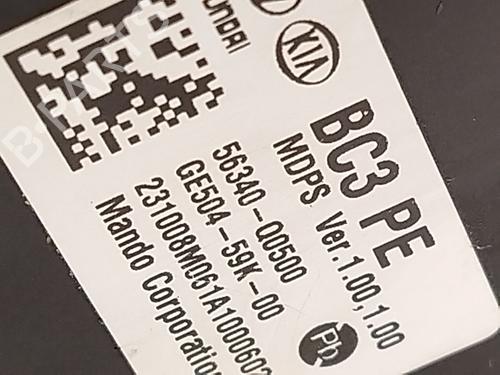 HYUNDAI
KIA
BC3 PE
MDPS Ver.1.00,1.00
56340-Q0500
GE504-59K-00
231008M061A1000602
Mando Corporation
Pb
B-PARTS